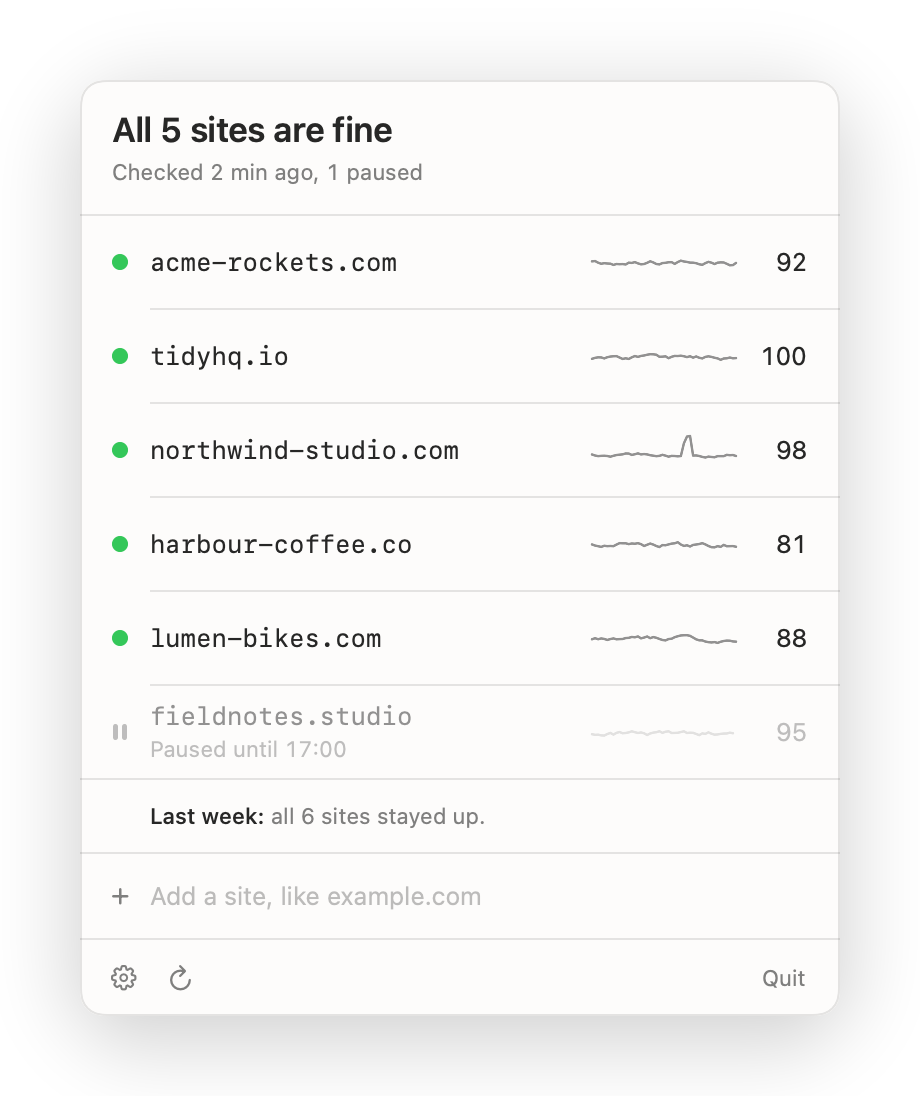 All 5 sites are fine
Checked 2 min ago, 1 paused
acme-rockets.com 92
tidyhq.io 100
northwind-studio.com 98
harbour-coffee.co 81
lumen-bikes.com 88
fieldnotes.studio 95
Paused until 17:00
Last week: all 6 sites stayed up.
+ Add a site, like example.com
Quit